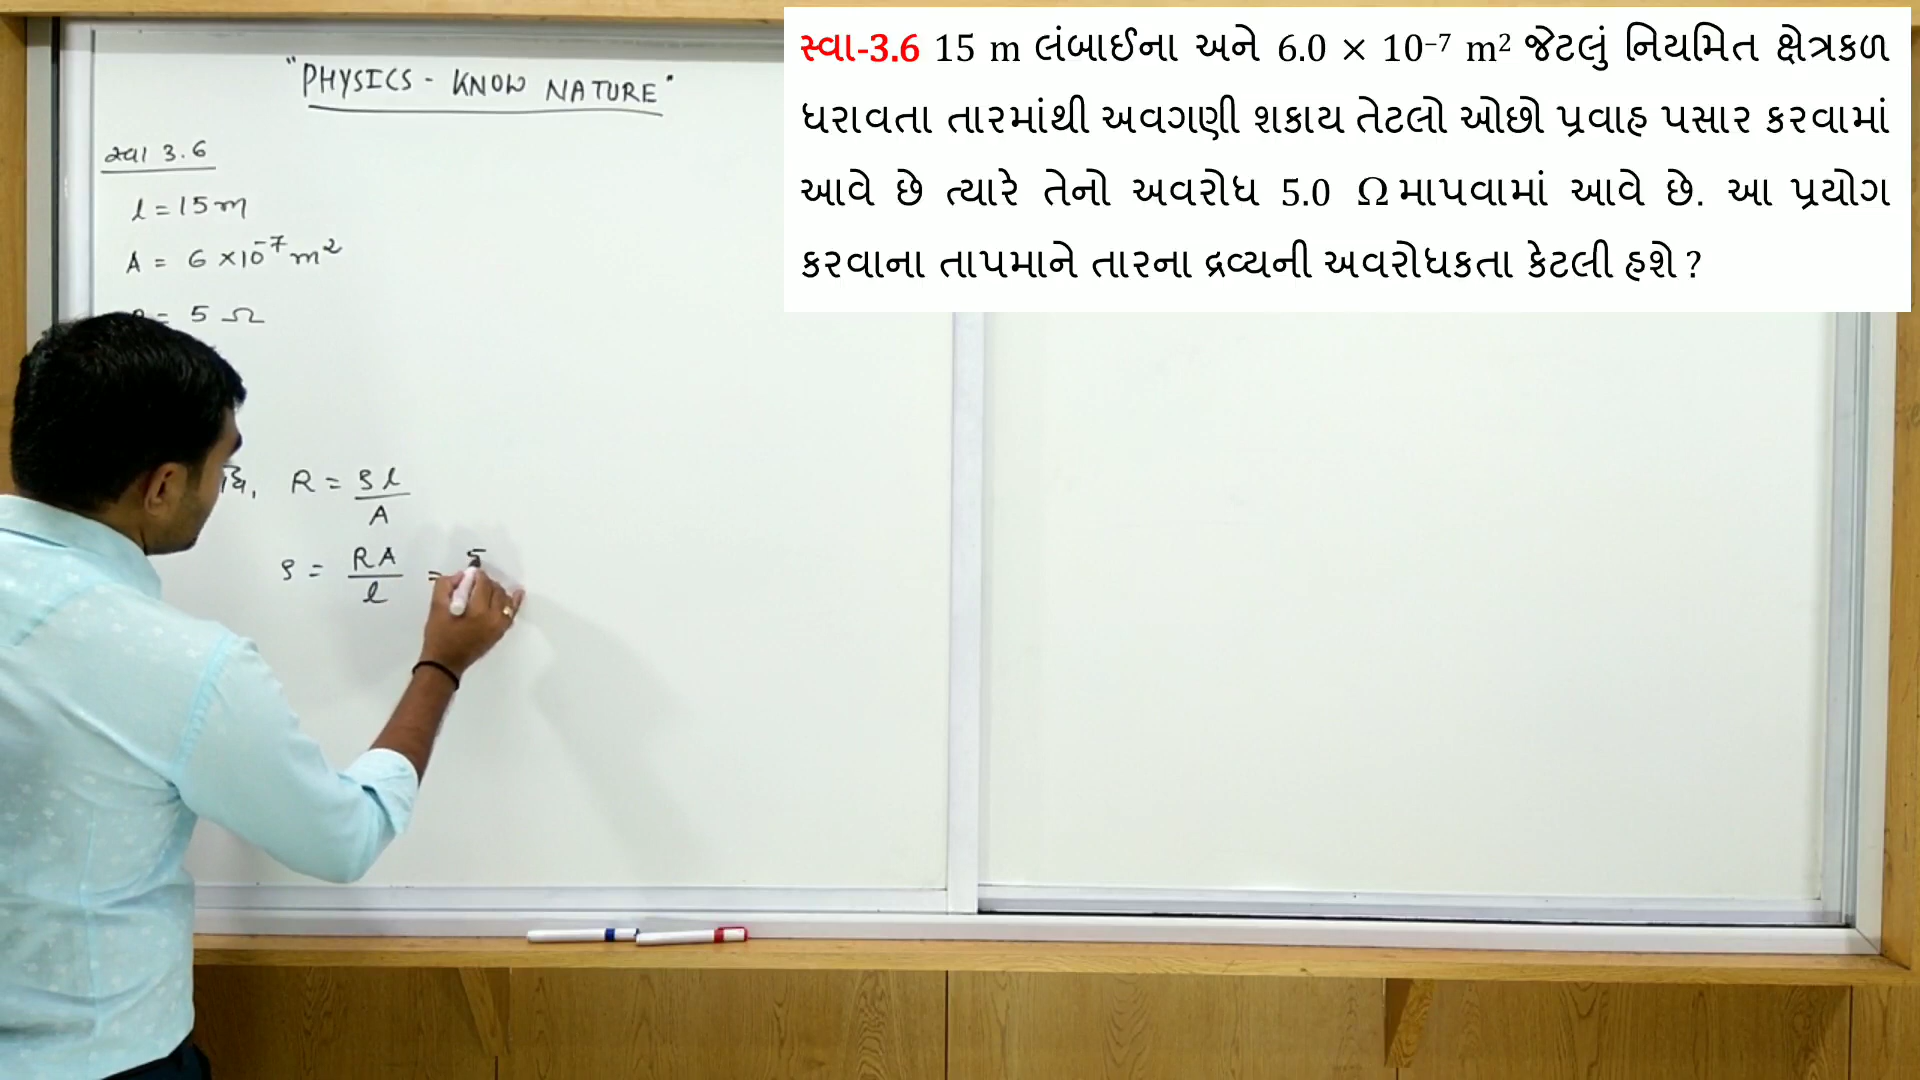 "PHYSICS - KNOW NATURE"
સ્વા 3.6
l = 15 m
A = 6 × 10⁻⁷ m²
= 5 Ω
R = ρl / A
ρ = RA / l = 5
સ્વા-3.6 15 m લંબાઈના અને 6.0 × 10⁻⁷ m² જેટલું નિયમિત ક્ષેત્રકળ
ધરાવતા તારમાંથી અવગણી શકાય તેટલો ઓછો પ્રવાહ પસાર કરવામાં
આવે છે ત્યારે તેનો અવરોધ 5.0 Ω માપવામાં આવે છે. આ પ્રયોગ
કરવાના તાપમાને તારના દ્રવ્યની અવરોધકતા કેટલી હશે ?